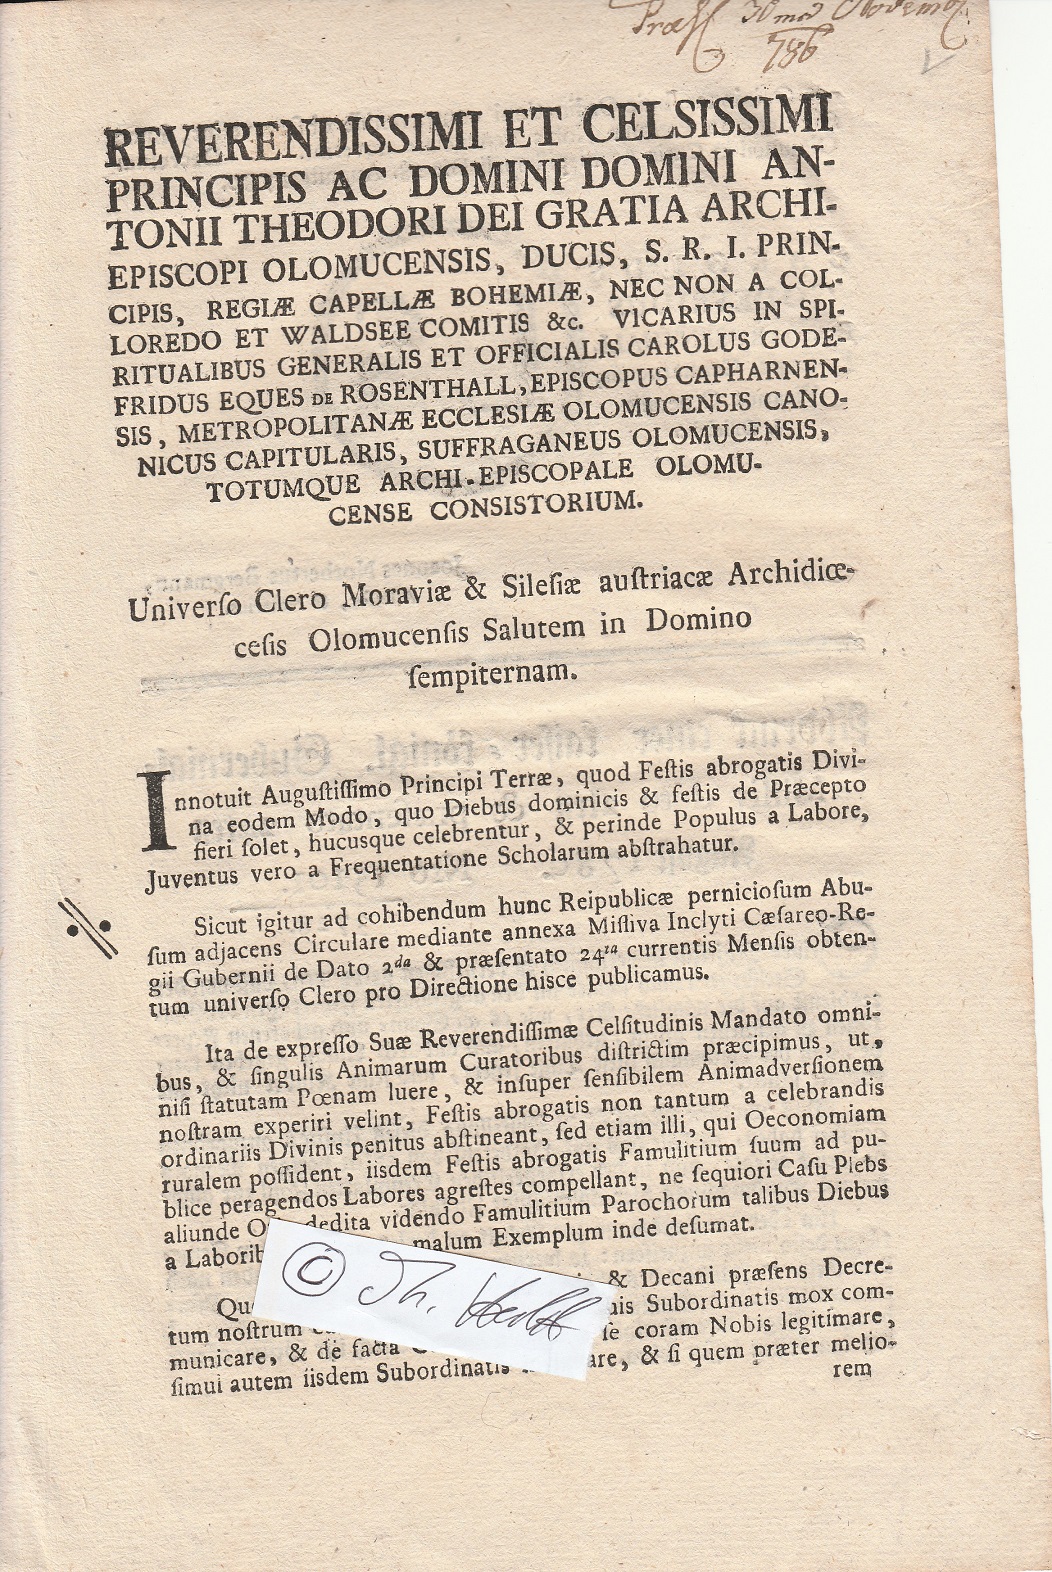 Præs 30 mo Novemb
786
REVERENDISSIMI ET CELSISSIMI
PRINCIPIS AC DOMINI DOMINI AN-
TONII THEODORI DEI GRATIA ARCHI-
EPISCOPI OLOMUCENSIS, DUCIS, S. R. I. PRIN-
CIPIS, REGIÆ CAPELLÆ BOHEMIÆ, NEC NON A COL-
LOREDO ET WALDSEE COMITIS &c. VICARIUS IN SPI-
RITUALIBUS GENERALIS ET OFFICIALIS CAROLUS GODE-
FRIDUS EQUES DE ROSENTHALL, EPISCOPUS CAPHARNEN-
SIS, METROPOLITANÆ ECCLESIÆ OLOMUCENSIS CANO-
NICUS CAPITULARIS, SUFFRAGANEUS OLOMUCENSIS,
TOTUMQUE ARCHI-EPISCOPALE OLOMU-
CENSE CONSISTORIUM.
Univerſo Clero Moraviæ & Sileſiæ auſtriacæ Archidiœ-
ceſis Olomucenſis Salutem in Domino
ſempiternam.
Innotuit Auguſtiſſimo Principi Terræ, quod Feſtis abrogatis Divi-
na eodem Modo, quo Diebus dominicis & feſtis de Præcepto
fieri ſolet, hucusque celebrentur, & perinde Populus a Labore,
Juventus vero a Frequentatione Scholarum abſtrahatur.
Sicut igitur ad cohibendum hunc Reipublicæ pernicioſum Abu-
ſum adjacens Circulare mediante annexa Miſſiva Inclyti Cæſareo-Re-
gii Gubernii de Dato 2da & præſentato 24ta currentis Menſis obten-
tum univerſo Clero pro Directione hisce publicamus.
Ita de expreſſo Suæ Reverendiſſimæ Celſitudinis Mandato omni-
bus, & ſingulis Animarum Curatoribus diſtrictim præcipimus, ut,
niſi ſtatutam Pœnam luere, & inſuper ſenſibilem Animadverſionem
noſtram experiri velint, Feſtis abrogatis non tantum a celebrandis
ordinariis Divinis penitus abſtineant, ſed etiam illi, qui Oeconomiam
ruralem poſſident, iisdem Feſtis abrogatis Famulitium ſuum ad pu-
blice peragendos Labores agreſtes compellant, ne ſequiori Caſu Plebs
aliunde O dedita videndo Famulitium Parochorum talibus Diebus
a Laborib malum Exemplum inde deſumat.
Qu & Decani præſens Decre-
tum noſtrum Subordinatis mox com-
municare, & de facta ſe coram Nobis legitimare,
ſimul autem iisdem Subordinatis are, & ſi quem præter melio-
rem
© Th.